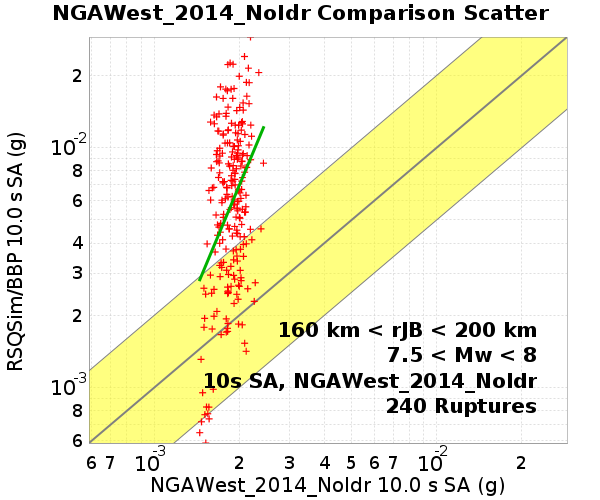 NGAWest_2014_NoIdr Comparison Scatter
RSQSim/BBP 10.0 s SA (g)
2
10-2
8
6
4
3
2
10-3
8
6
160 km < rJB < 200 km
7.5 < Mw < 8
10s SA, NGAWest_2014_NoIdr
240 Ruptures
6 7 10-3 2 3 4 5 6 7 10-2 2
NGAWest_2014_NoIdr 10.0 s SA (g)